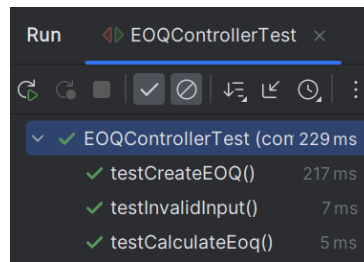 Run EOQControllerTest
EOQControllerTest (con 229 ms
testCreateEOQ() 217 ms
testInvalidInput() 7 ms
testCalculateEoq() 5 ms